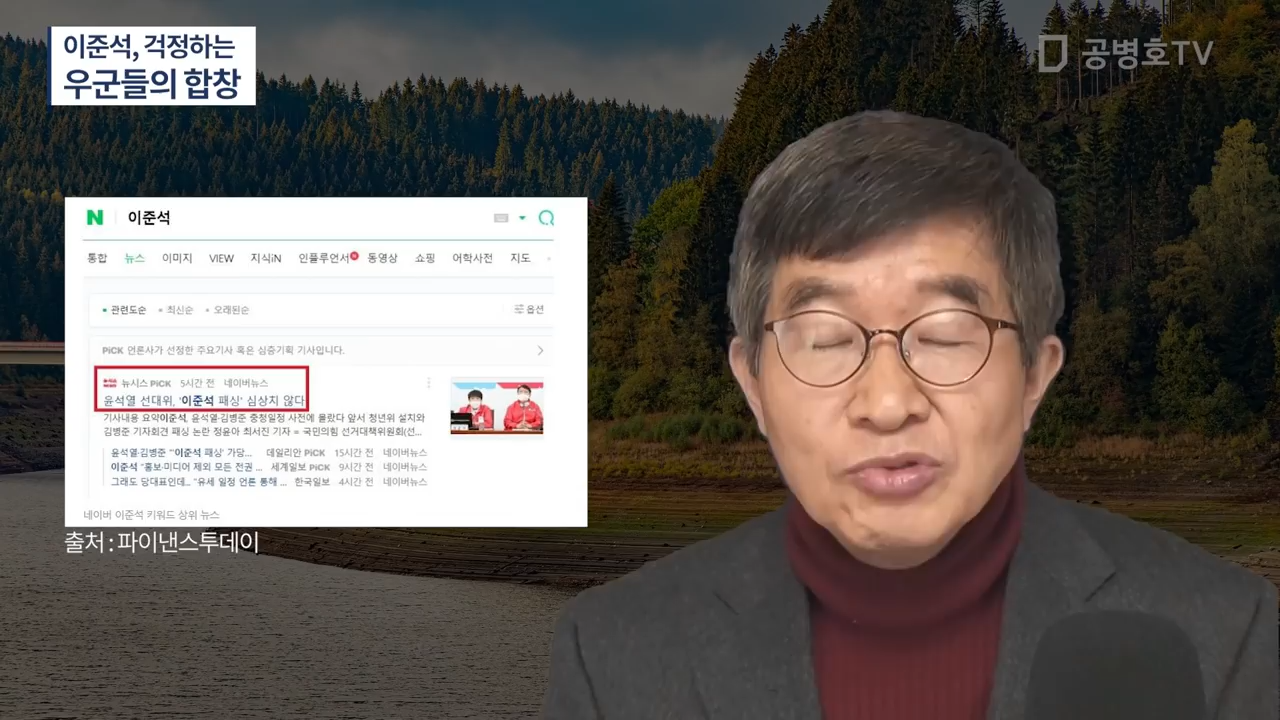 이준석, 걱정하는
우군들의 합창
공병호TV
N 이준석
통합 뉴스 이미지 VIEW 지식iN 인플루언서 동영상 쇼핑 어학사전 지도
관련도순 최신순 오래된순 옵션
PiCK 언론사가 선정한 주요기사 혹은 심층기획 기사입니다.
뉴시스 PiCK 5시간 전 네이버뉴스
윤석열 선대위, '이준석 패싱' 심상지 않다
기사내용 요약이준석, 윤석열·김병준 충청일정 사전에 몰랐다 앞서 청년위 설치와
김병준 기자회견 패싱 논란 정윤아 최서진 기자 = 국민의힘 선거대책위원회(선...
윤석열·김병준 "'이준석 패싱' 가당... 데일리안 PiCK 15시간 전 네이버뉴스
이준석 "홍보·미디어 제외 모든 전권 ... 세계일보 PiCK 9시간 전 네이버뉴스
그래도 당대표인데.. "유세 일정 언론 통해 ... 한국일보 4시간 전 네이버뉴스
네이버 이준석 키워드 상위 뉴스
출처 : 파이낸스투데이